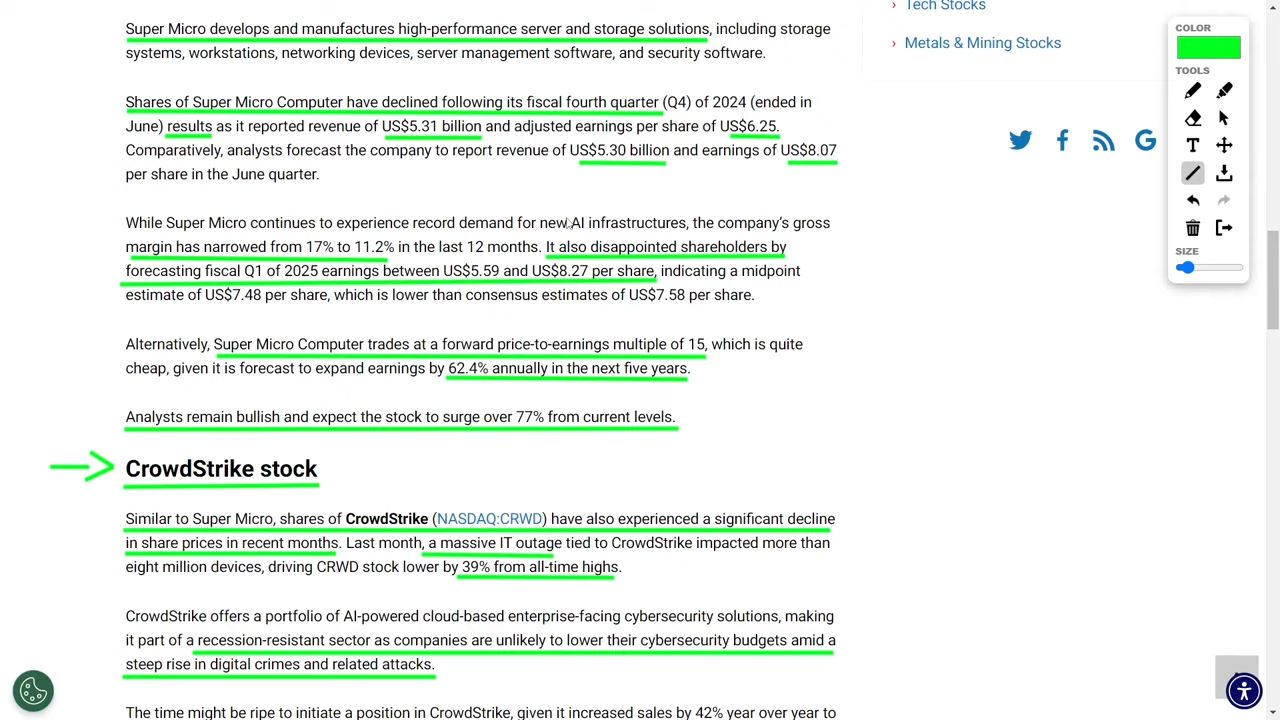 Super Micro develops and manufactures high-performance server and storage solutions, including storage
systems, workstations, networking devices, server management software, and security software.
Shares of Super Micro Computer have declined following its fiscal fourth quarter (Q4) of 2024 (ended in
June) results as it reported revenue of US$5.31 billion and adjusted earnings per share of US$6.25.
Comparatively, analysts forecast the company to report revenue of US$5.30 billion and earnings of US$8.07
per share in the June quarter.
While Super Micro continues to experience record demand for new AI infrastructures, the company's gross
margin has narrowed from 17% to 11.2% in the last 12 months. It also disappointed shareholders by
forecasting fiscal Q1 of 2025 earnings between US$5.59 and US$8.27 per share, indicating a midpoint
estimate of US$7.48 per share, which is lower than consensus estimates of US$7.58 per share.
Alternatively, Super Micro Computer trades at a forward price-to-earnings multiple of 15, which is quite
cheap, given it is forecast to expand earnings by 62.4% annually in the next five years.
Analysts remain bullish and expect the stock to surge over 77% from current levels.
CrowdStrike stock
Similar to Super Micro, shares of CrowdStrike (NASDAQ:CRWD) have also experienced a significant decline
in share prices in recent months. Last month, a massive IT outage tied to CrowdStrike impacted more than
eight million devices, driving CRWD stock lower by 39% from all-time highs.
CrowdStrike offers a portfolio of AI-powered cloud-based enterprise-facing cybersecurity solutions, making
it part of a recession-resistant sector as companies are unlikely to lower their cybersecurity budgets amid a
steep rise in digital crimes and related attacks.
The time might be ripe to initiate a position in CrowdStrike, given it increased sales by 42% year over year to
› Tech Stocks
› Metals & Mining Stocks
COLOR
TOOLS
T
SIZE